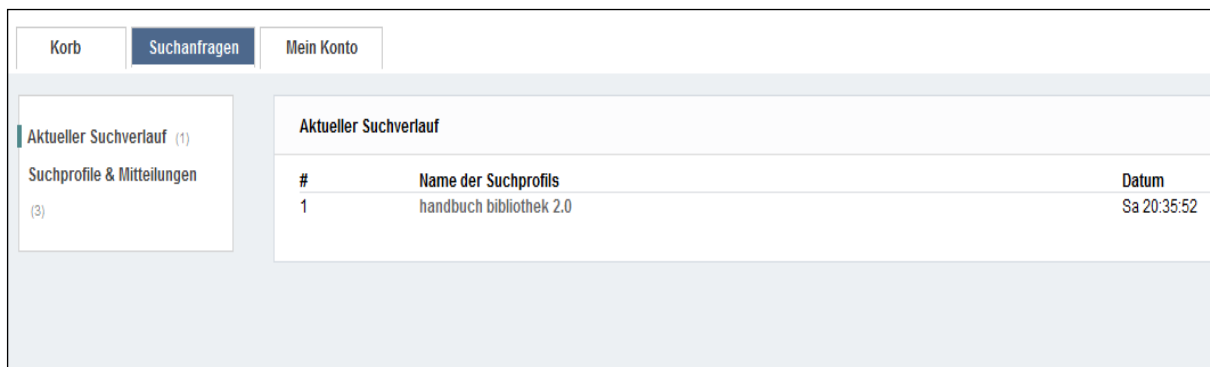 Korb Suchanfragen Mein Konto
Aktueller Suchverlauf (1)
Suchprofile & Mitteilungen
(3)
Aktueller Suchverlauf
# Name der Suchprofils Datum
1 handbuch bibliothek 2.0 Sa 20:35:52